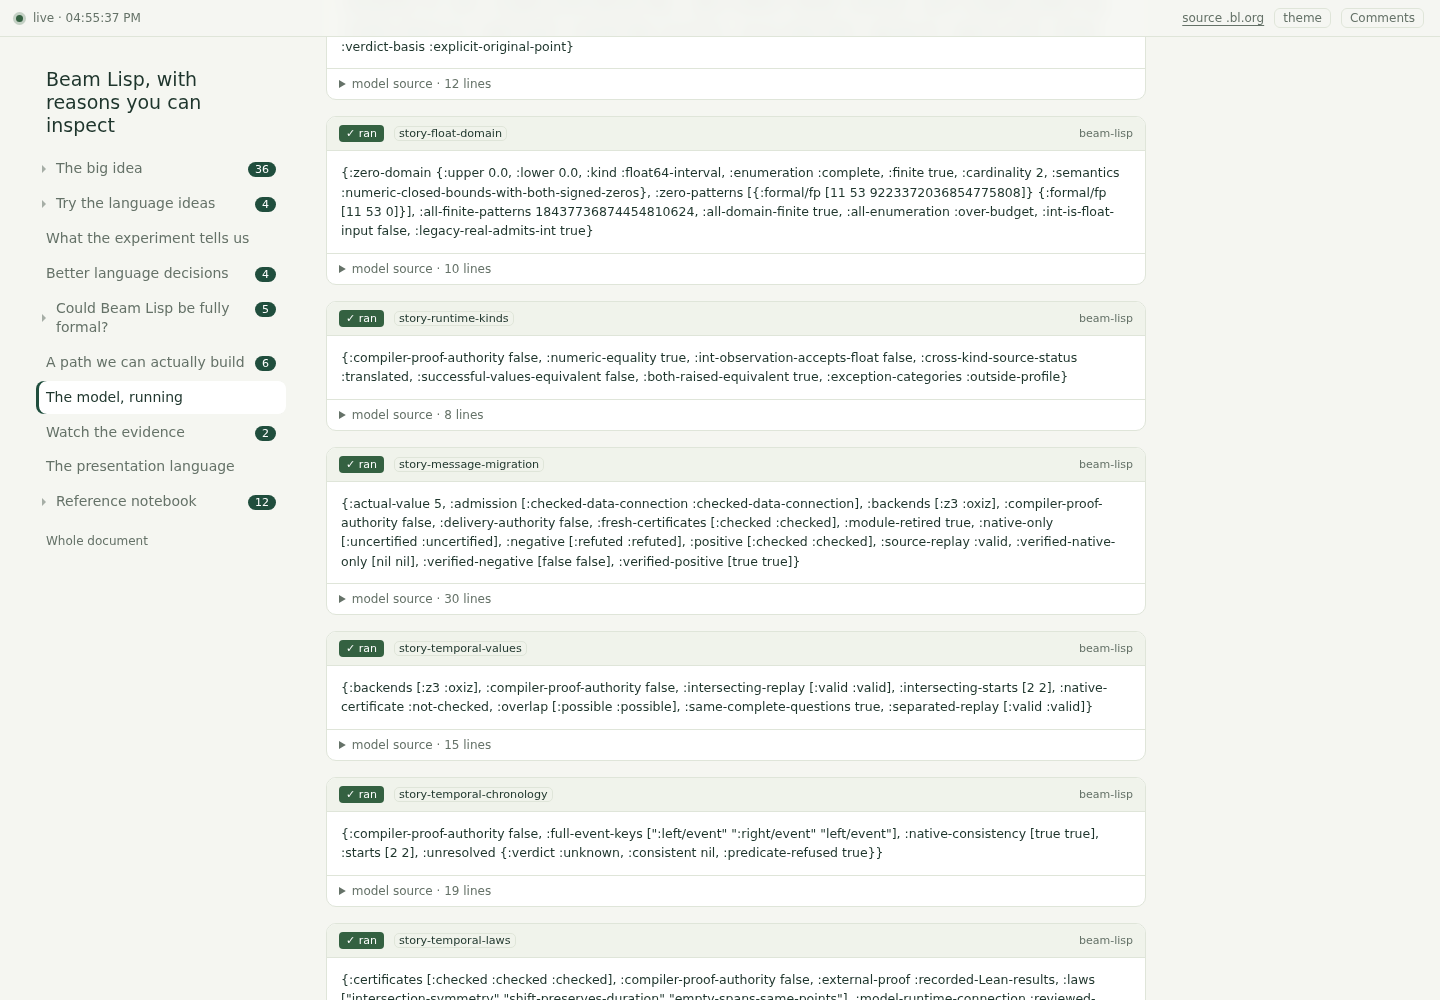 live · 04:55:37 PM
source .bl.org
theme
Comments
Beam Lisp, with
reasons you can
inspect
The big idea 36
Try the language ideas 4
What the experiment tells us
Better language decisions 4
Could Beam Lisp be fully 5
formal?
A path we can actually build 6
The model, running
Watch the evidence 2
The presentation language
Reference notebook 12
Whole document
:verdict-basis :explicit-original-point}
model source · 12 lines
✓ ran story-float-domain beam-lisp
{:zero-domain {:upper 0.0, :lower 0.0, :kind :float64-interval, :enumeration :complete, :finite true, :cardinality 2, :semantics
:numeric-closed-bounds-with-both-signed-zeros}, :zero-patterns [{:formal/fp [11 53 9223372036854775808]} {:formal/fp
[11 53 0]}], :all-finite-patterns 18437736874454810624, :all-domain-finite true, :all-enumeration :over-budget, :int-is-float-
input false, :legacy-real-admits-int true}
model source · 10 lines
✓ ran story-runtime-kinds beam-lisp
{:compiler-proof-authority false, :numeric-equality true, :int-observation-accepts-float false, :cross-kind-source-status
:translated, :successful-values-equivalent false, :both-raised-equivalent true, :exception-categories :outside-profile}
model source · 8 lines
✓ ran story-message-migration beam-lisp
{:actual-value 5, :admission [:checked-data-connection :checked-data-connection], :backends [:z3 :oxiz], :compiler-proof-
authority false, :delivery-authority false, :fresh-certificates [:checked :checked], :module-retired true, :native-only
[:uncertified :uncertified], :negative [:refuted :refuted], :positive [:checked :checked], :source-replay :valid, :verified-native-
only [nil nil], :verified-negative [false false], :verified-positive [true true]}
model source · 30 lines
✓ ran story-temporal-values beam-lisp
{:backends [:z3 :oxiz], :compiler-proof-authority false, :intersecting-replay [:valid :valid], :intersecting-starts [2 2], :native-
certificate :not-checked, :overlap [:possible :possible], :same-complete-questions true, :separated-replay [:valid :valid]}
model source · 15 lines
✓ ran story-temporal-chronology beam-lisp
{:compiler-proof-authority false, :full-event-keys [":left/event" ":right/event" "left/event"], :native-consistency [true true],
:starts [2 2], :unresolved {:verdict :unknown, :consistent nil, :predicate-refused true}}
model source · 19 lines
✓ ran story-temporal-laws beam-lisp
{:certificates [:checked :checked :checked], :compiler-proof-authority false, :external-proof :recorded-Lean-results, :laws
["intersection-symmetry" "shift-preserves-duration" "empty-spans-same-points"], :model-runtime-connection :reviewed-